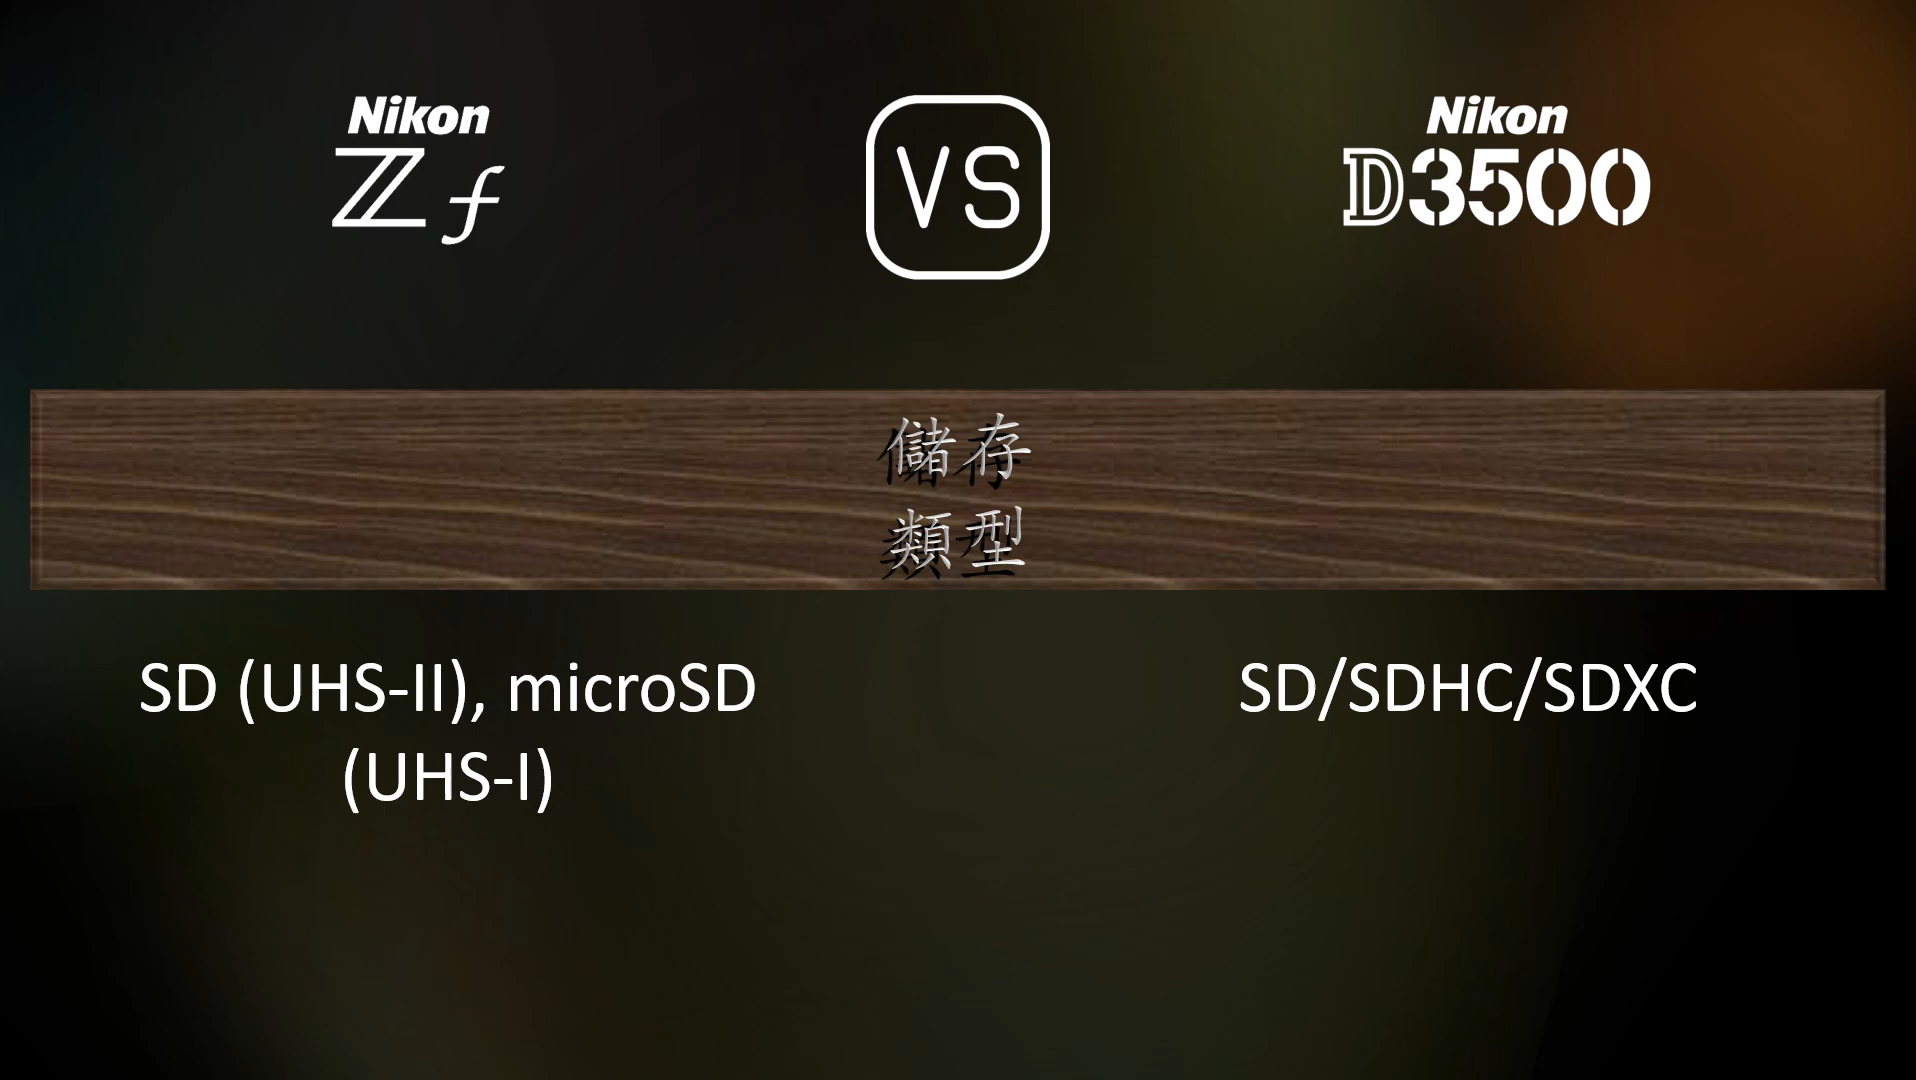 Nikon
Z f
VS
Nikon
D3500
儲存
類型
SD (UHS-II), microSD
(UHS-I)
SD/SDHC/SDXC